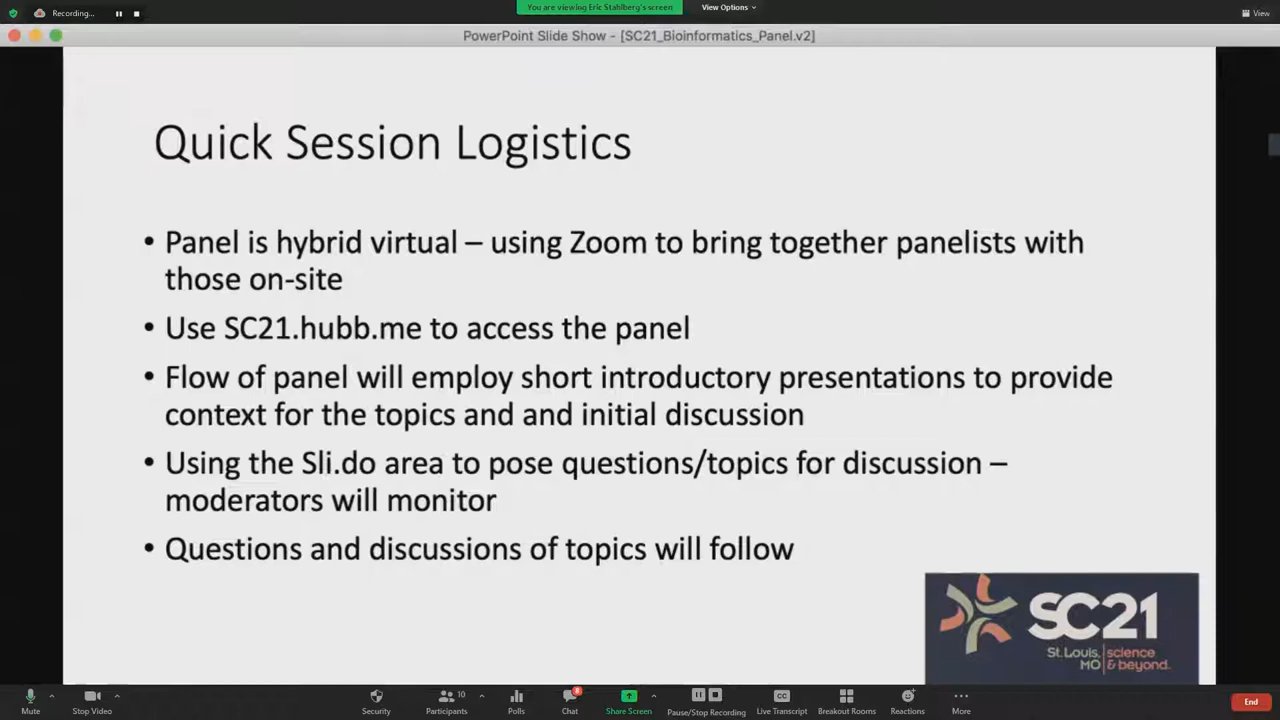 Recording...
You are viewing Eric Stahlberg's screen
View Options
View
PowerPoint Slide Show - [SC21_Bioinformatics_Panel.v2]
Quick Session Logistics
• Panel is hybrid virtual – using Zoom to bring together panelists with
those on-site
• Use SC21.hubb.me to access the panel
• Flow of panel will employ short introductory presentations to provide
context for the topics and and initial discussion
• Using the Sli.do area to pose questions/topics for discussion –
moderators will monitor
• Questions and discussions of topics will follow
SC21
St. Louis, science
MO & beyond.
Mute
Stop Video
Security
Participants 10
Polls
Chat 8
Share Screen
Pause/Stop Recording
CC Live Transcript
Breakout Rooms
Reactions
More
End